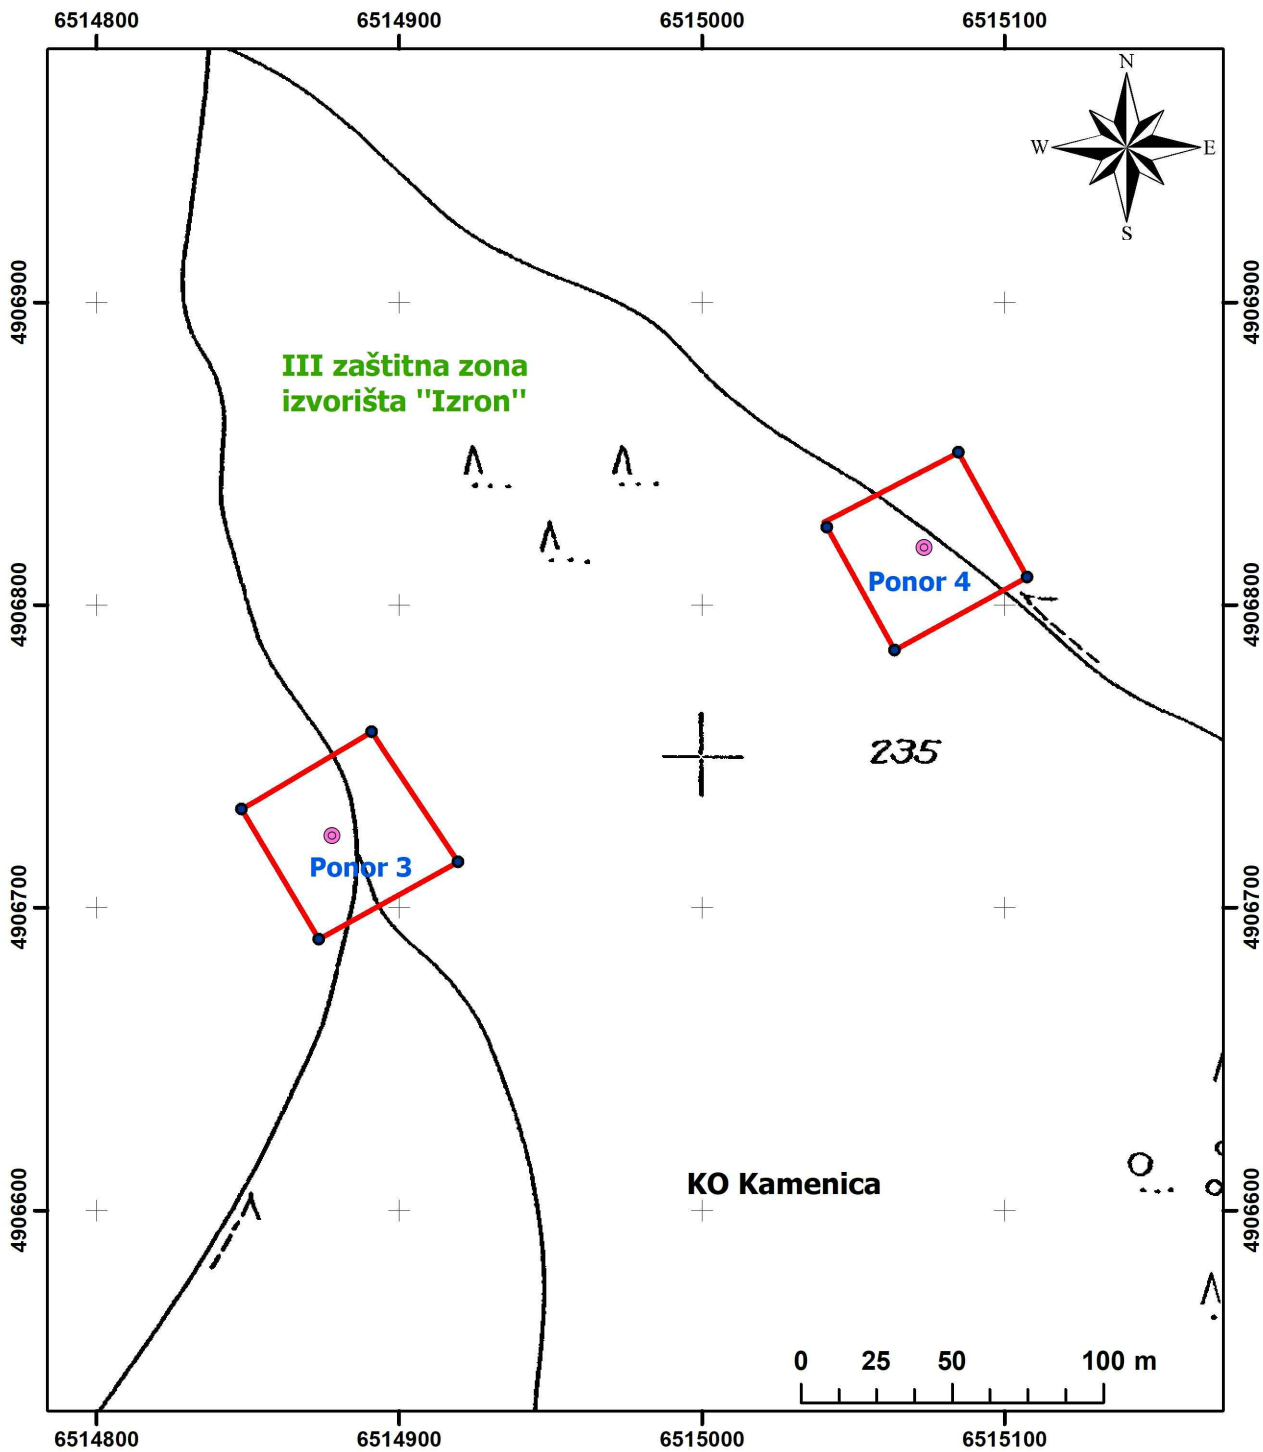 6514800 6514900 6515000 6515100
N
W E
S
4906900 4906900
III zaštitna zona
izvorišta "Izron"
Ponor 4
4906800 4906800
235
Ponor 3
4906700 4906700
KO Kamenica
4906600 4906600
0 25 50 100 m
6514800 6514900 6515000 6515100